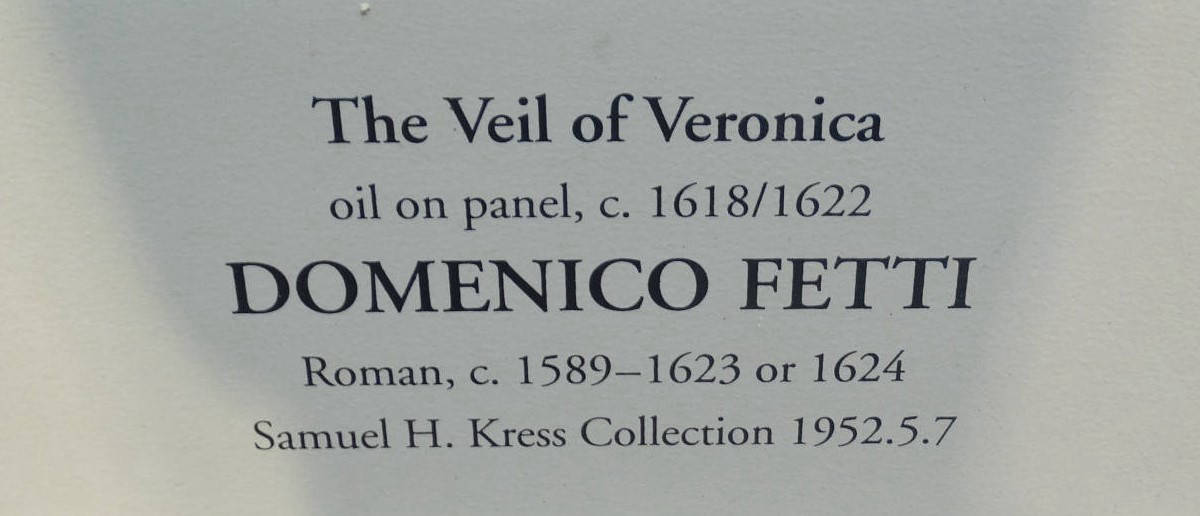 The Veil of Veronica
oil on panel, c. 1618/1622
DOMENICO FETTI
Roman, c. 1589–1623 or 1624
Samuel H. Kress Collection 1952.5.7